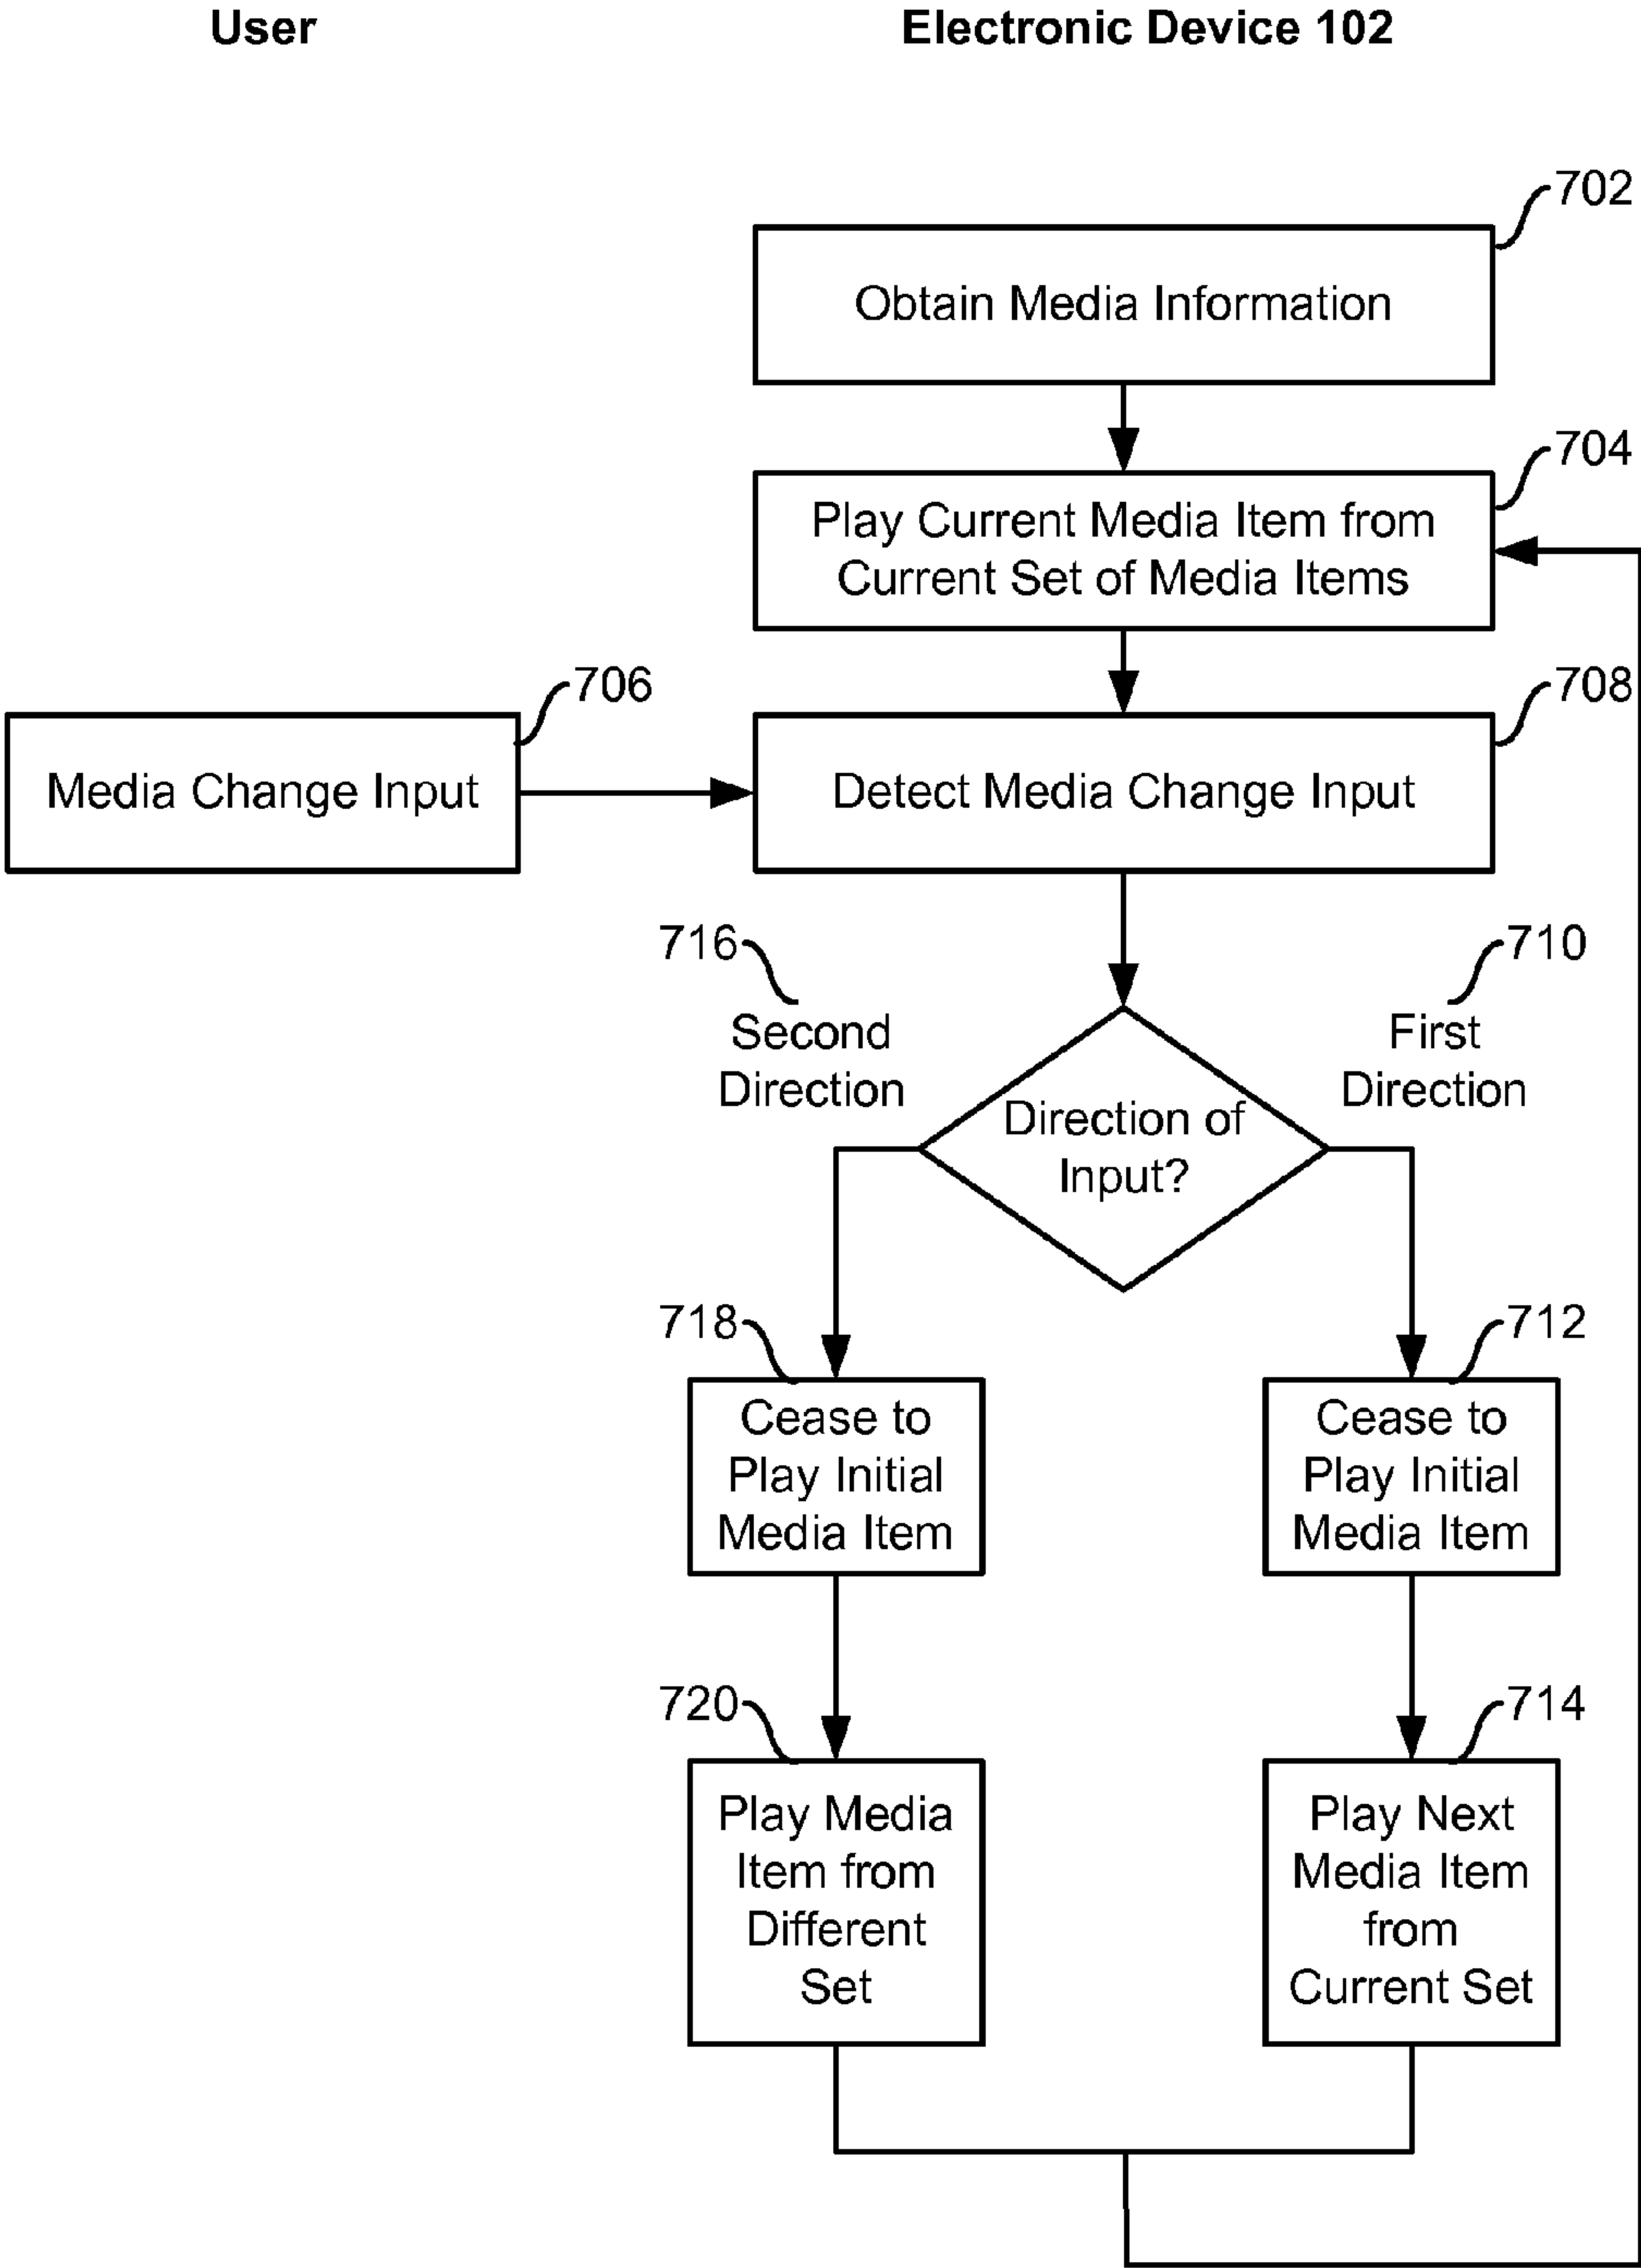 User
Electronic Device 102
702
Obtain Media Information
704
Play Current Media Item from
Current Set of Media Items
706
708
Media Change Input
Detect Media Change Input
716
710
Second
Direction
First
Direction
Direction of
Input?
718
712
Cease to
Play Initial
Media Item
Cease to
Play Initial
Media Item
720
714
Play Media
Item from
Different
Set
Play Next
Media Item
from
Current Set